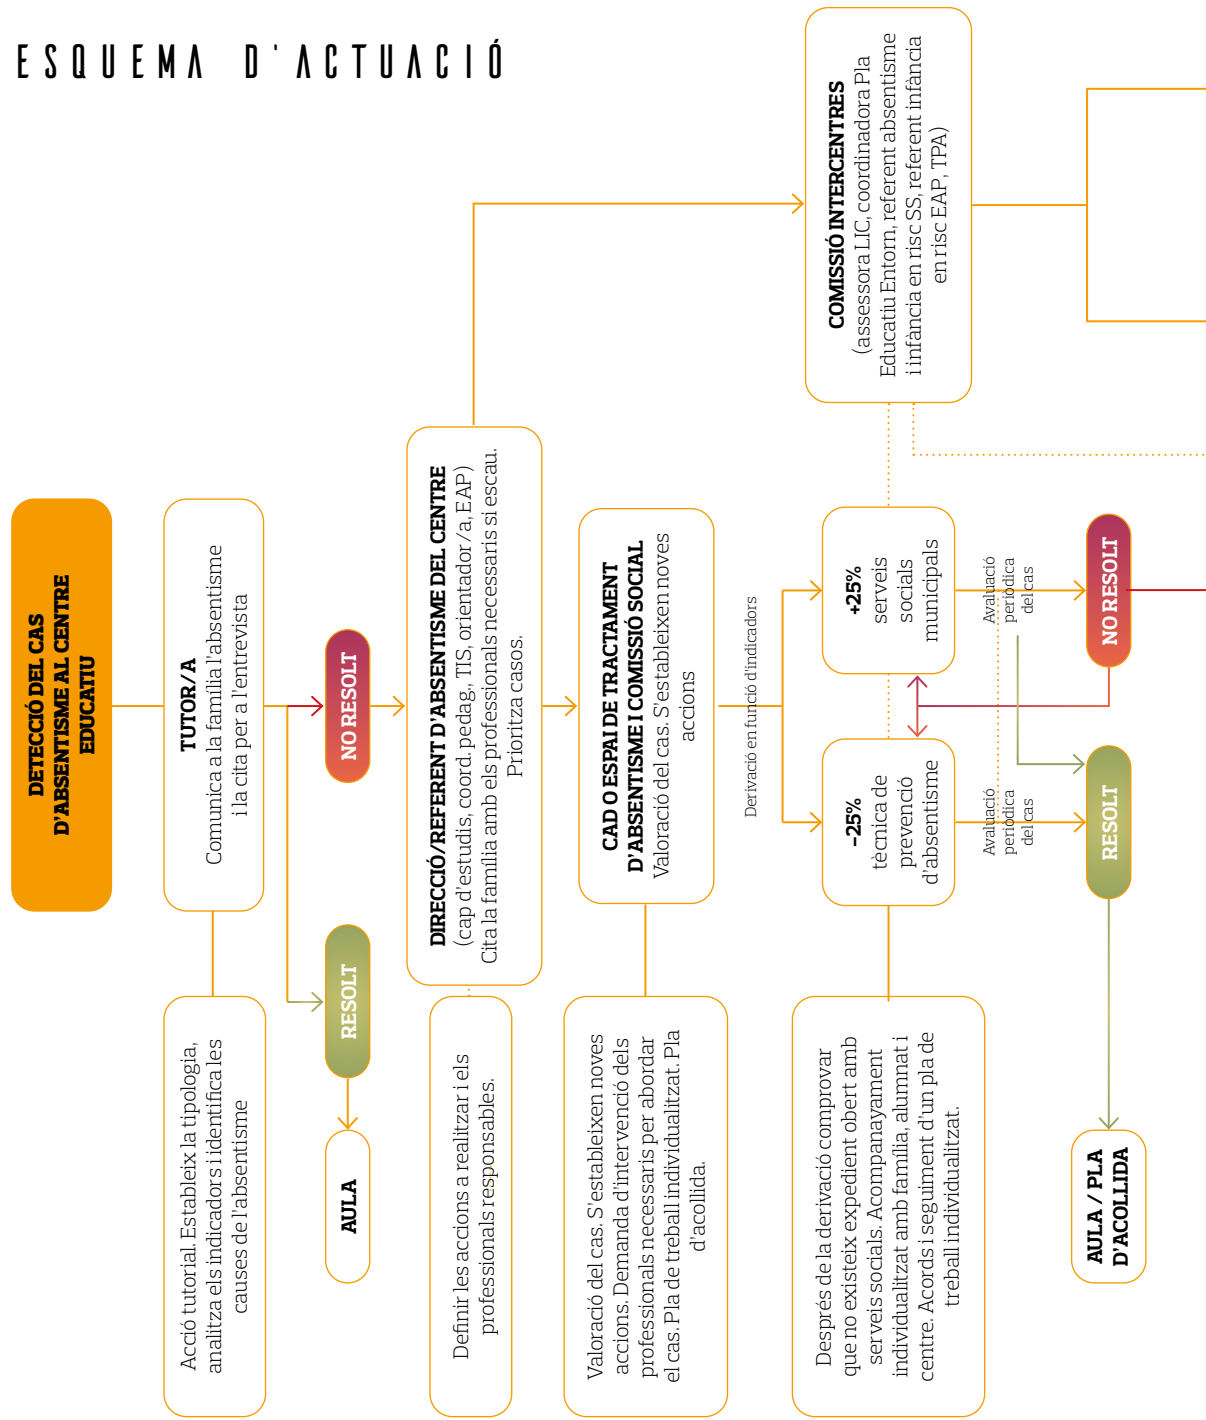 ESQUEMA D'ACTUACIÓ
DETECCIÓ DEL CAS
D'ABSENTISME AL CENTRE
EDUCATIU
TUTOR/A
Comunica a la família l'absentisme
i la cita per a l'entrevista
Acció tutorial. Estableix la tipologia,
analitza els indicadors i identifica les
causes de l'absentisme
NO RESOLT
RESOLT
AULA
DIRECCIÓ/REFERENT D'ABSENTISME DEL CENTRE
(cap d'estudis, coord. pedag., TIS, orientador/a, EAP)
Cita la família amb els professionals necessaris si escau.
Prioritza casos.
Definir les accions a realitzar i els
professionals responsables.
CAD O ESPAI DE TRACTAMENT
D'ABSENTISME I COMISSIÓ SOCIAL
Valoració del cas. S'estableixen noves
accions
Valoració del cas. S'estableixen noves
accions. Demanda d'intervenció dels
professionals necessaris per abordar
el cas. Pla de treball individualitzat. Pla
d'acollida.
Derivació en funció d'indicadors
COMISSIÓ INTERCENTRES
(assessora LIC, coordinadora Pla
Educatiu Entorn, referent absentisme
i infància en risc SS, referent infància
en risc EAP, TPA)
+25%
serveis
socials
municipals
-25%
tècnica de
prevenció
d'absentisme
Després de la derivació comprovar
que no existeix expedient obert amb
serveis socials. Acompanayament
individualitzat amb família, alumnat i
centre. Acords i seguiment d'un pla de
treball individualitzat.
Avaluació
periòdica
del cas
Avaluació
periòdica
del cas
NO RESOLT
RESOLT
AULA / PLA
D'ACOLLIDA